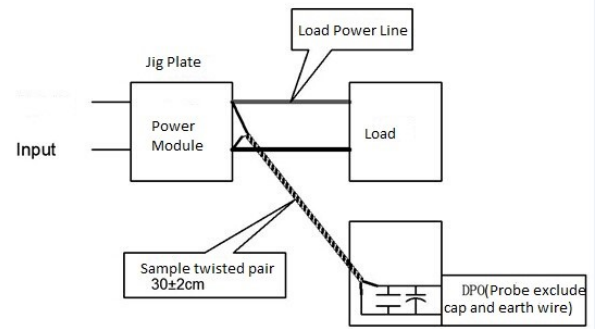 Load Power Line
Jig Plate
Input
Power
Module
Load
Sample twisted pair
30±2cm
DPO(Probe exclude
cap and earth wire)